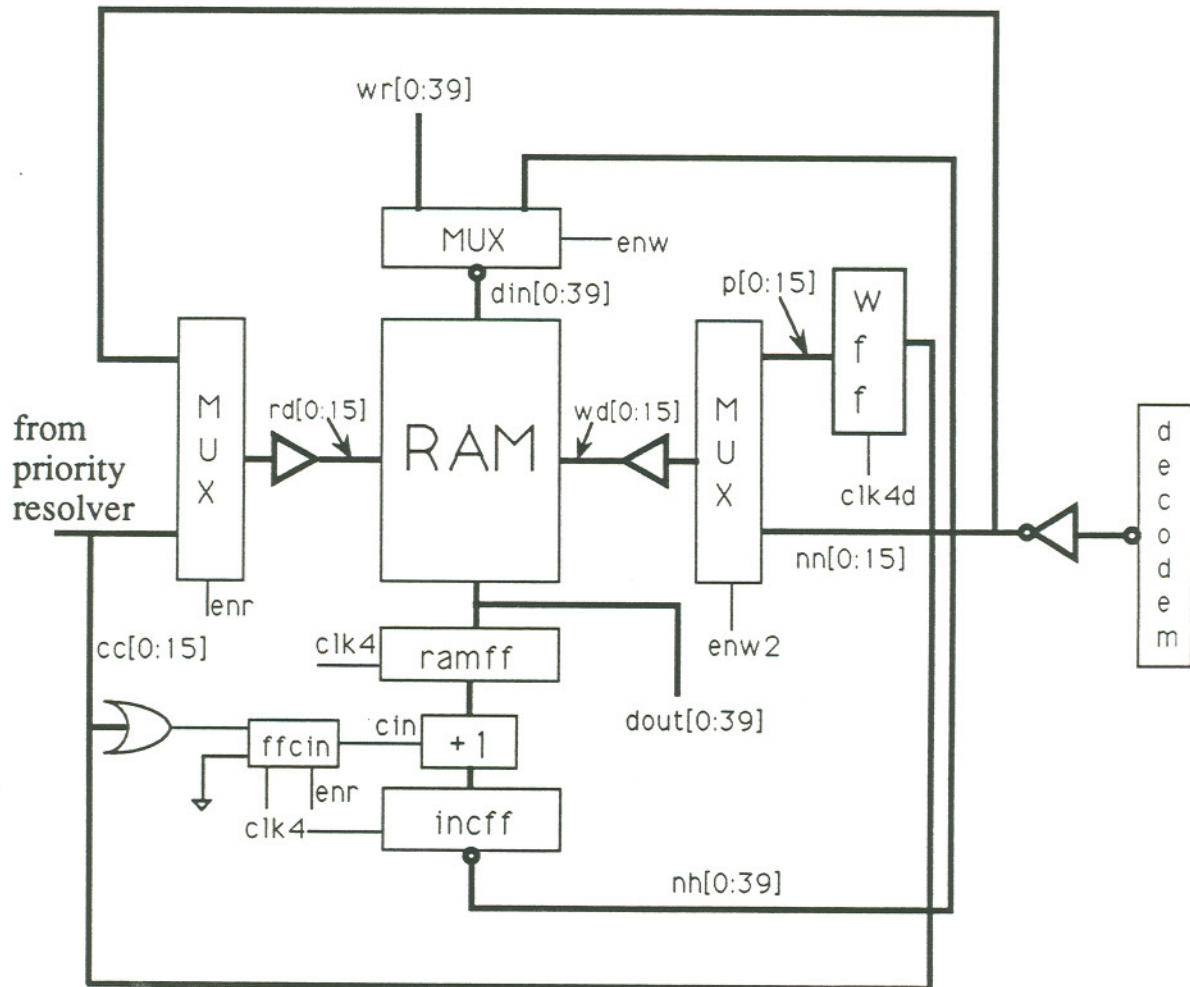 wr[0:39]
MUX
enw
din[0:39]
p[0:15]
W
f
f
clk4d
M
U
X
rd[0:15]
RAM
wd[0:15]
M
U
X
from
priority
resolver
enr
enw2
nn[0:15]
d
e
c
o
d
e
m
cc[0:15]
clk4
ramff
dout[0:39]
cin
ffcin
+1
enr
clk4
incff
nh[0:39]